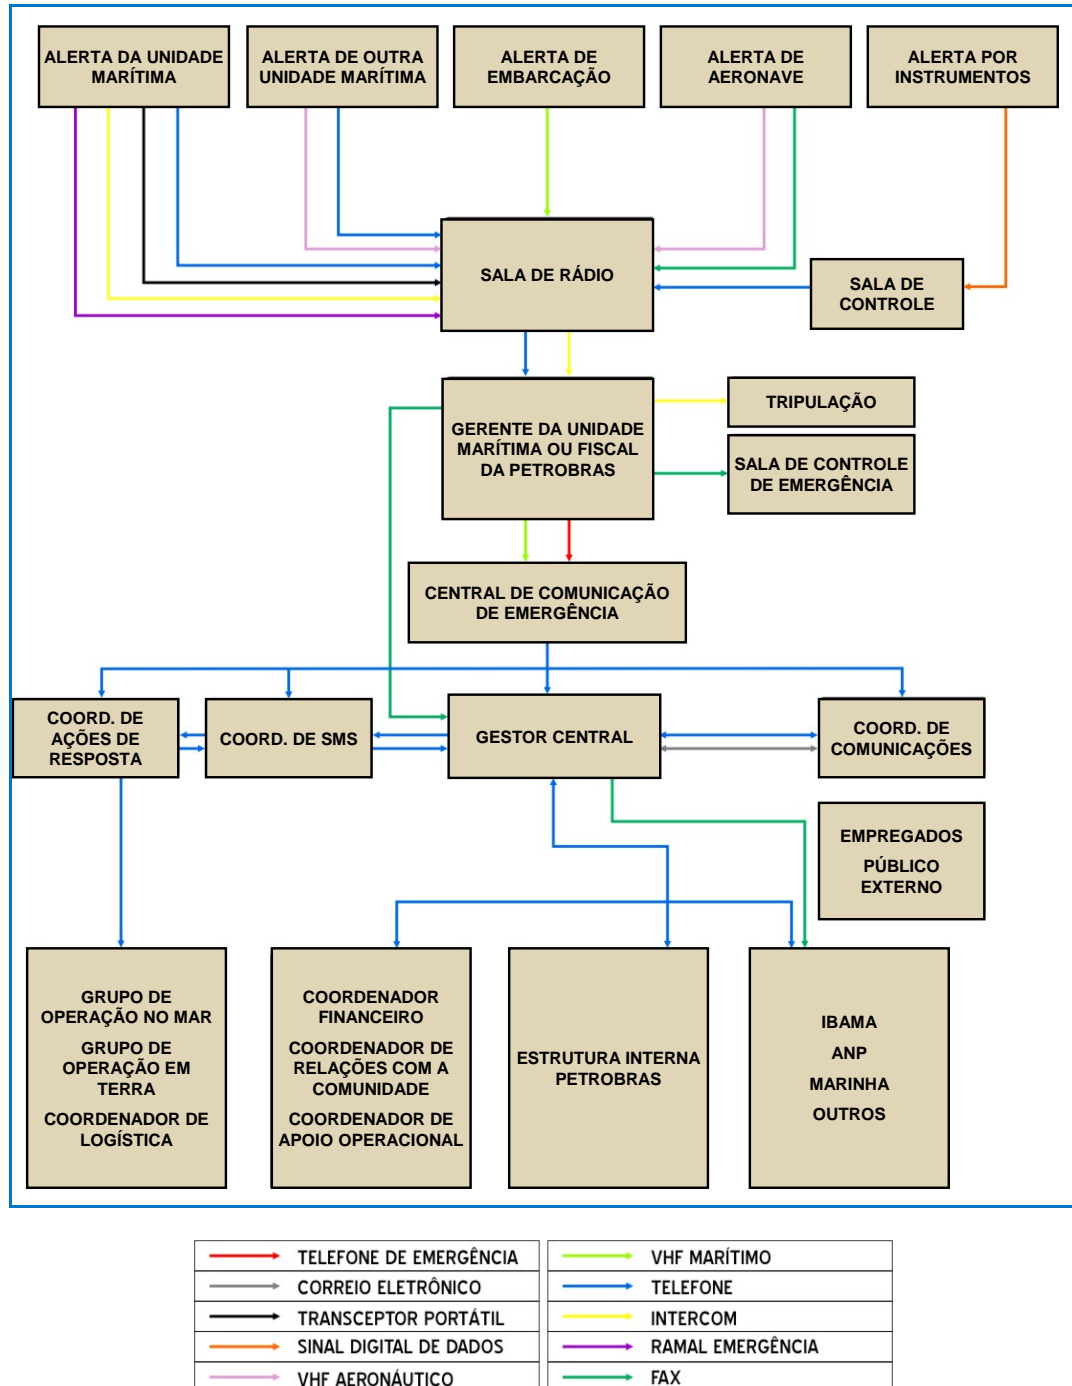 ALERTA DA UNIDADE
MARÍTIMA
ALERTA DE OUTRA
UNIDADE MARÍTIMA
ALERTA DE
EMBARCAÇÃO
ALERTA DE
AERONAVE
ALERTA POR
INSTRUMENTOS
SALA DE RÁDIO
SALA DE
CONTROLE
GERENTE DA UNIDADE
MARÍTIMA OU FISCAL
DA PETROBRAS
TRIPULAÇÃO
SALA DE CONTROLE
DE EMERGÊNCIA
CENTRAL DE COMUNICAÇÃO
DE EMERGÊNCIA
COORD. DE
AÇÕES DE
RESPOSTA
COORD. DE SMS
GESTOR CENTRAL
COORD. DE
COMUNICAÇÕES
EMPREGADOS
PÚBLICO
EXTERNO
GRUPO DE
OPERAÇÃO NO MAR
GRUPO DE
OPERAÇÃO EM
TERRA
COORDENADOR DE
LOGÍSTICA
COORDENADOR
FINANCEIRO
COORDENADOR DE
RELAÇÕES COM A
COMUNIDADE
COORDENADOR DE
APOIO OPERACIONAL
ESTRUTURA INTERNA
PETROBRAS
IBAMA
ANP
MARINHA
OUTROS
TELEFONE DE EMERGÊNCIA
VHF MARÍTIMO
CORREIO ELETRÔNICO
TELEFONE
TRANSCEPTOR PORTÁTIL
INTERCOM
SINAL DIGITAL DE DADOS
RAMAL EMERGÊNCIA
VHF AERONÁUTICO
FAX